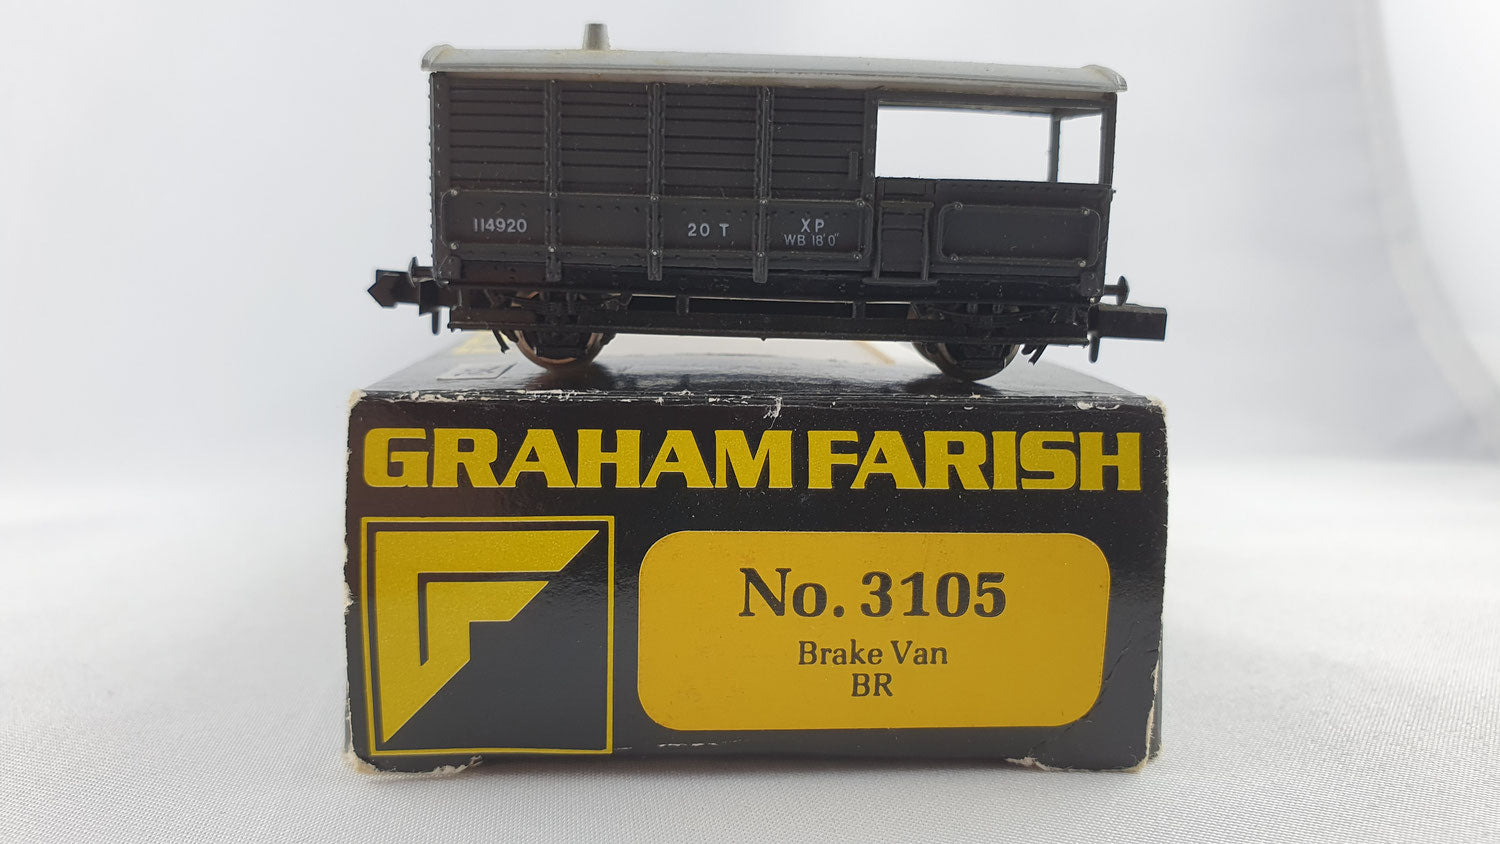 114920
20 T
XP
WB 18'0"
GRAHAM FARISH
No. 3105
Brake Van
BR